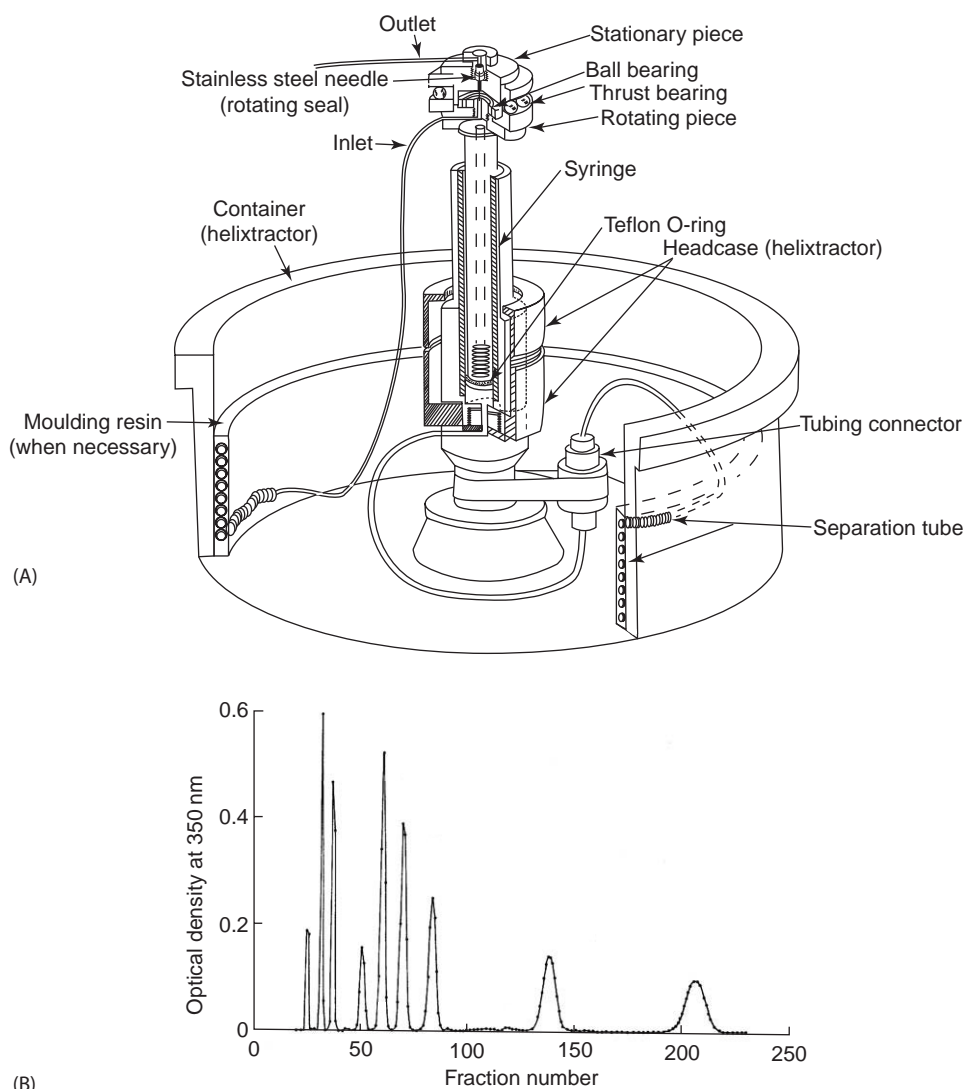 Outlet
Stationary piece
Stainless steel needle
(rotating seal)
Ball bearing
Thrust bearing
Rotating piece
Inlet
Syringe
Container
(helixtractor)
Teflon O-ring
Headcase (helixtractor)
Moulding resin
(when necessary)
Tubing connector
Separation tube
(A)
0.6
0.4
0.2
0
Optical density at 350 nm
0
50
100
150
200
250
Fraction number
(B)